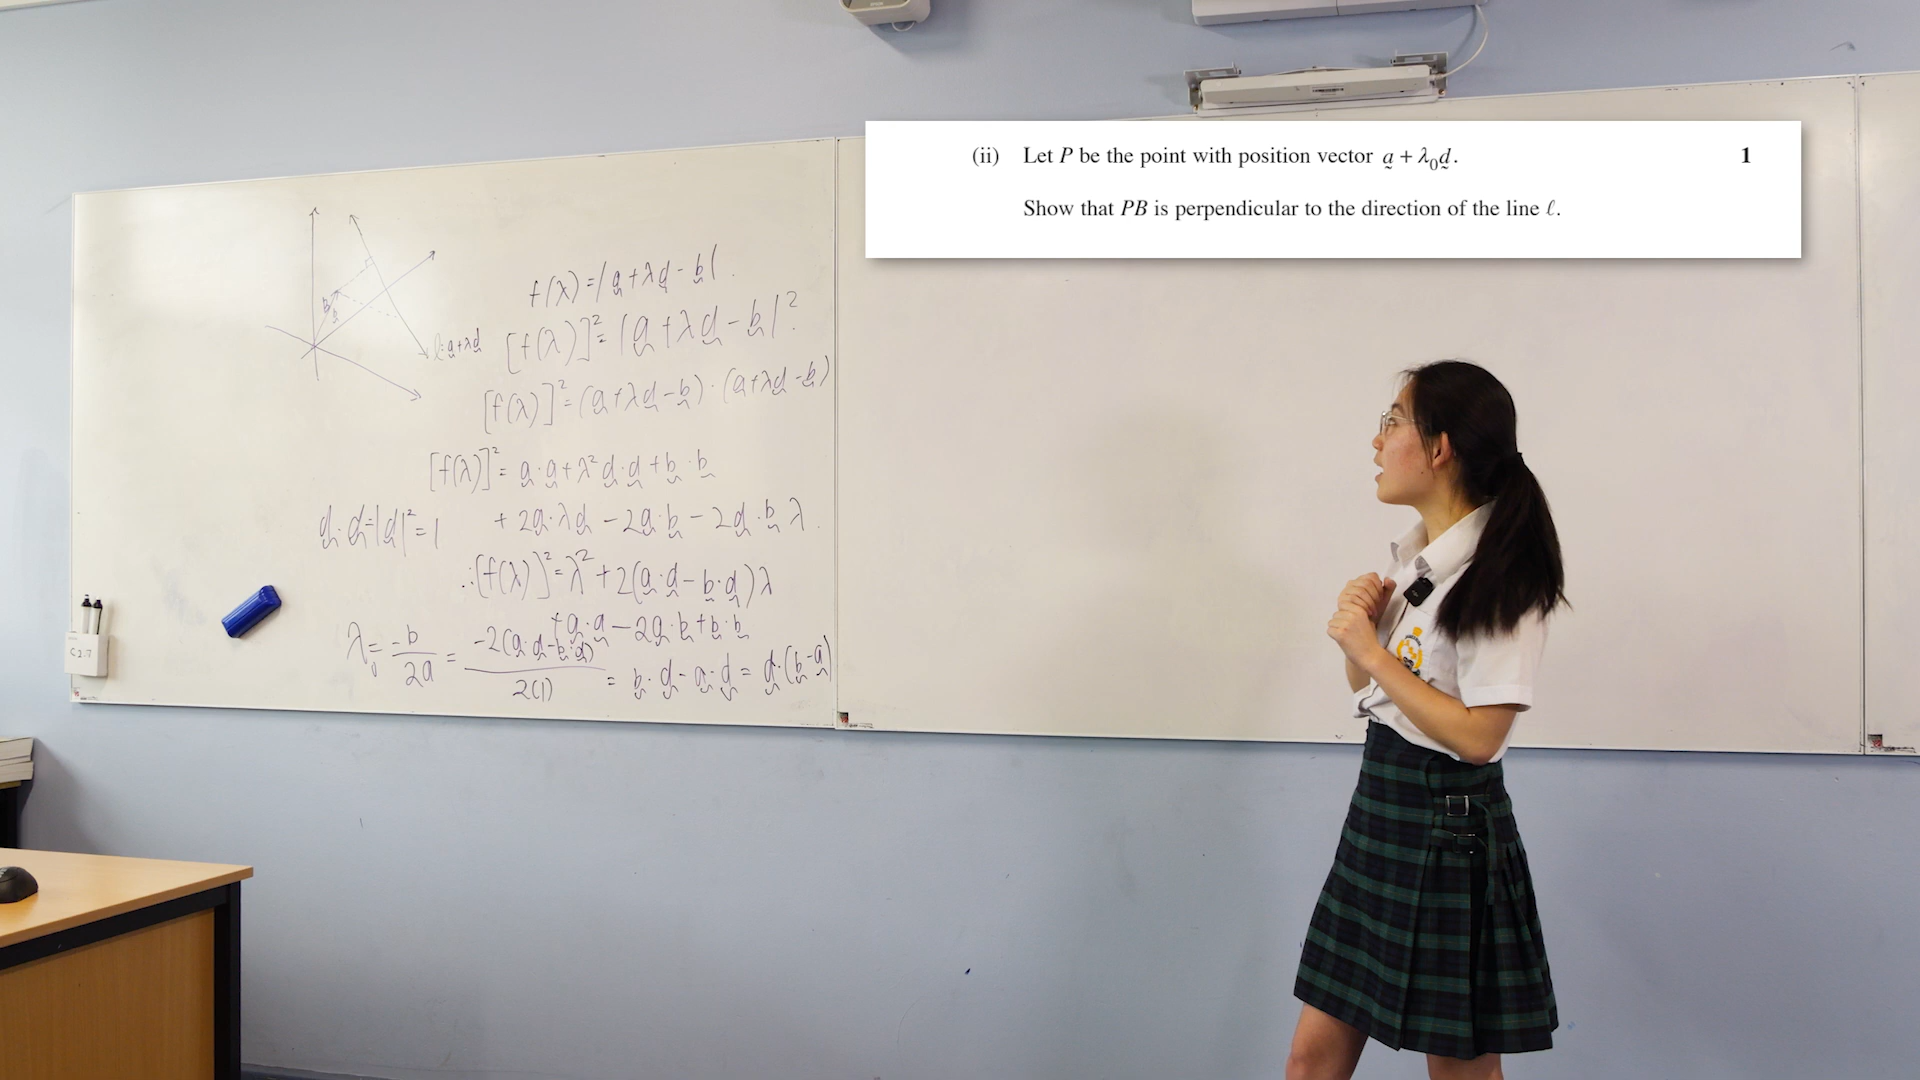 (ii) Let P be the point with position vector a + λ₀d. 1
Show that PB is perpendicular to the direction of the line ℓ.
B
b
ℓ: a+λd
f(λ) = |a + λd - b|.
[f(λ)]² = |a + λd - b|².
[f(λ)]² = (a+λd-b) · (a+λd-b)
[f(λ)]² = a·a + λ² d·d + b·b
+ 2a·λd - 2a·b - 2d·b λ.
d·d = |d|² = 1
∴ [f(λ)]² = λ² + 2(a·d - b·d)λ
+ a·a - 2a·b + b·b
λ₀ = -b/2a = -2(a·d - b·d)/2(1) = b·d - a·d = d·(b-a)